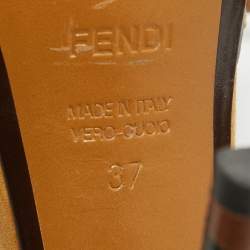 FENDI
MADE IN ITALY
VERO-CUOIO
37